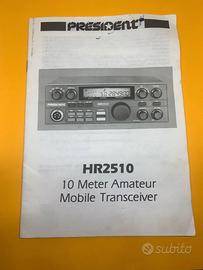 PRESIDENT
HR2510
10 Meter Amateur
Mobile Transceiver
subito